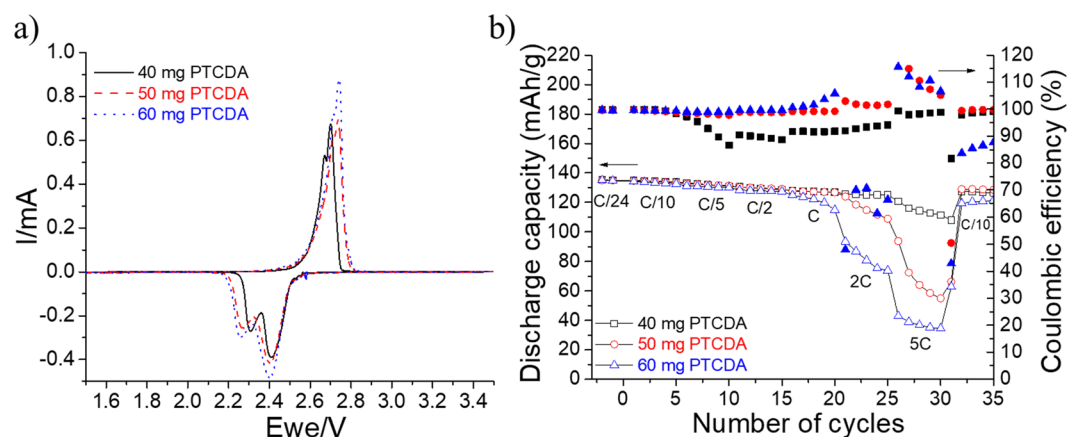 a)
1.0
0.8
0.6
0.4
0.2
0.0
-0.2
-0.4
I/mA
40 mg PTCDA
50 mg PTCDA
60 mg PTCDA
1.6 1.8 2.0 2.2 2.4 2.6 2.8 3.0 3.2 3.4
Ewe/V
b)
220
200
180
160
140
120
100
80
60
40
20
0
Discharge capacity (mAh/g)
C/24 C/10 C/5 C/2 C 2C 5C C/10
40 mg PTCDA
50 mg PTCDA
60 mg PTCDA
0 5 10 15 20 25 30 35
Number of cycles
120
110
100
90
80
70
60
50
40
30
20
10
0
Coulombic efficiency (%)